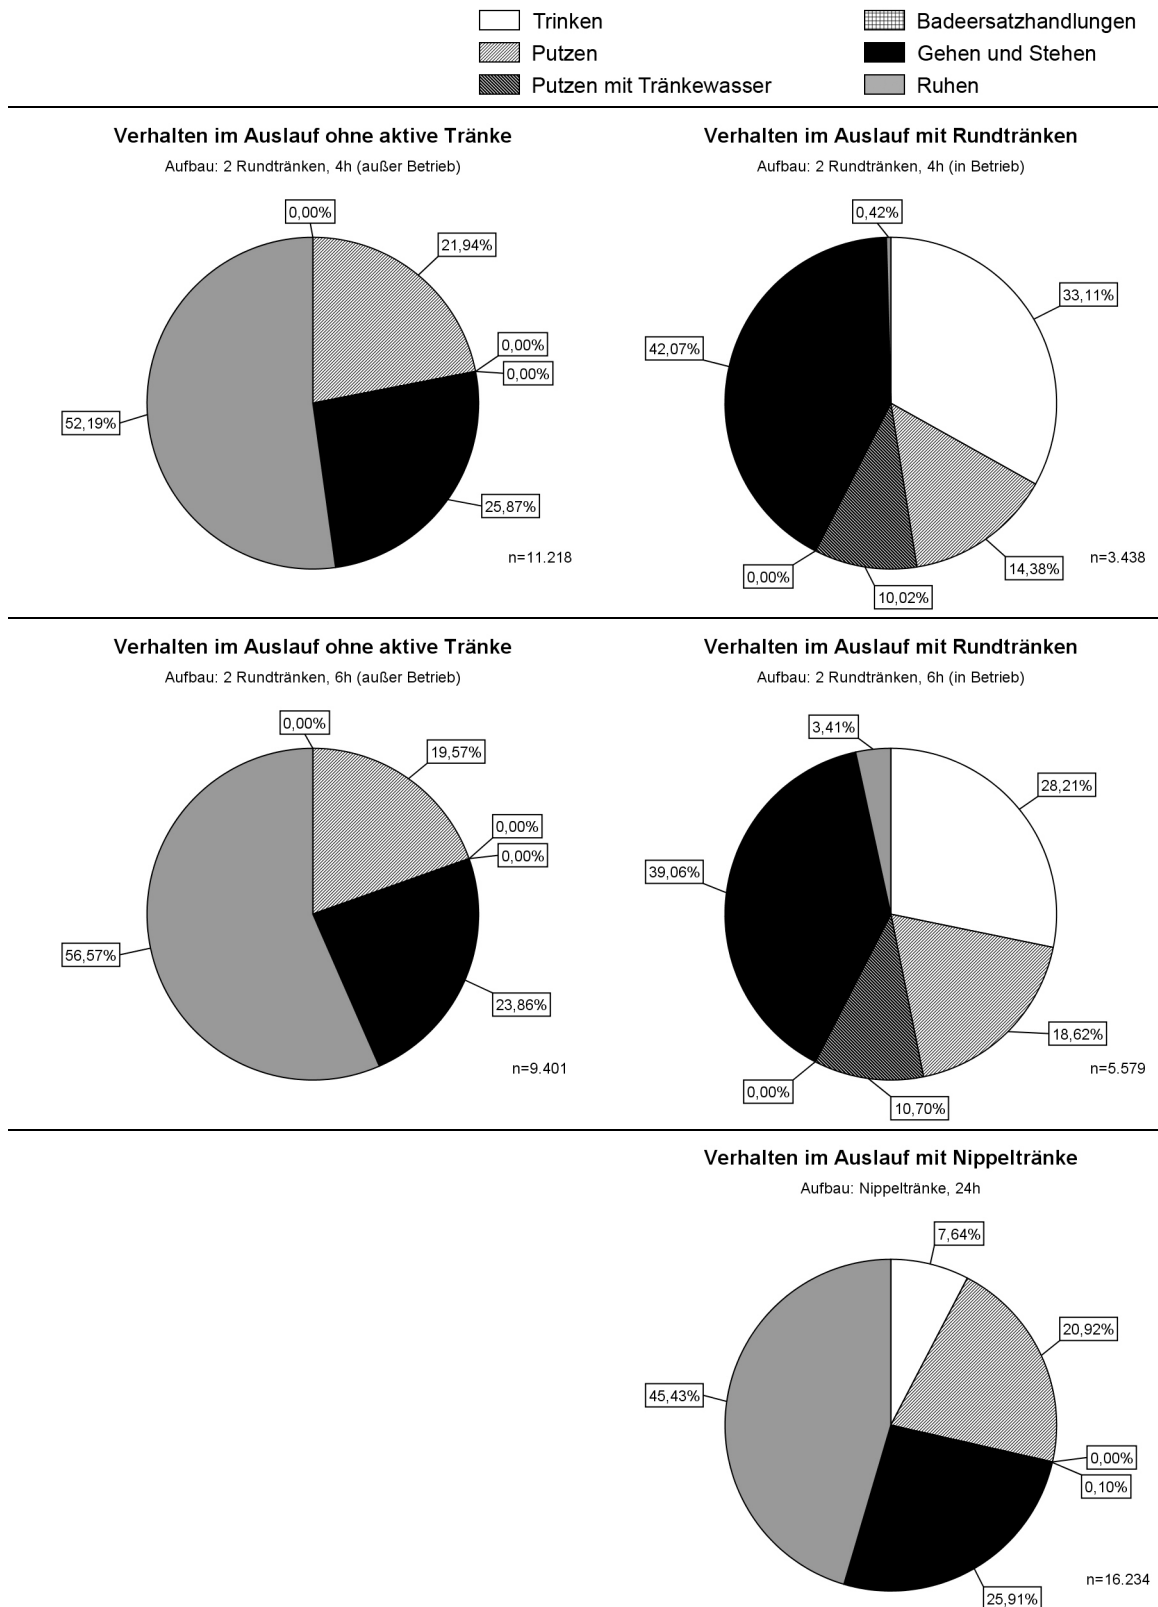 Trinken
Putzen
Putzen mit Tränkewasser
Badeersatzhandlungen
Gehen und Stehen
Ruhen
Verhalten im Auslauf ohne aktive Tränke
Aufbau: 2 Rundtränken, 4h (außer Betrieb)
0,00%
21,94%
0,00%
0,00%
52,19%
25,87%
n=11.218
Verhalten im Auslauf mit Rundtränken
Aufbau: 2 Rundtränken, 4h (in Betrieb)
0,42%
33,11%
42,07%
0,00%
10,02%
14,38%
n=3.438
Verhalten im Auslauf ohne aktive Tränke
Aufbau: 2 Rundtränken, 6h (außer Betrieb)
0,00%
19,57%
0,00%
0,00%
56,57%
23,86%
n=9.401
Verhalten im Auslauf mit Rundtränken
Aufbau: 2 Rundtränken, 6h (in Betrieb)
3,41%
28,21%
39,06%
18,62%
0,00%
10,70%
n=5.579
Verhalten im Auslauf mit Nippeltränke
Aufbau: Nippeltränke, 24h
7,64%
20,92%
45,43%
0,00%
0,10%
25,91%
n=16.234